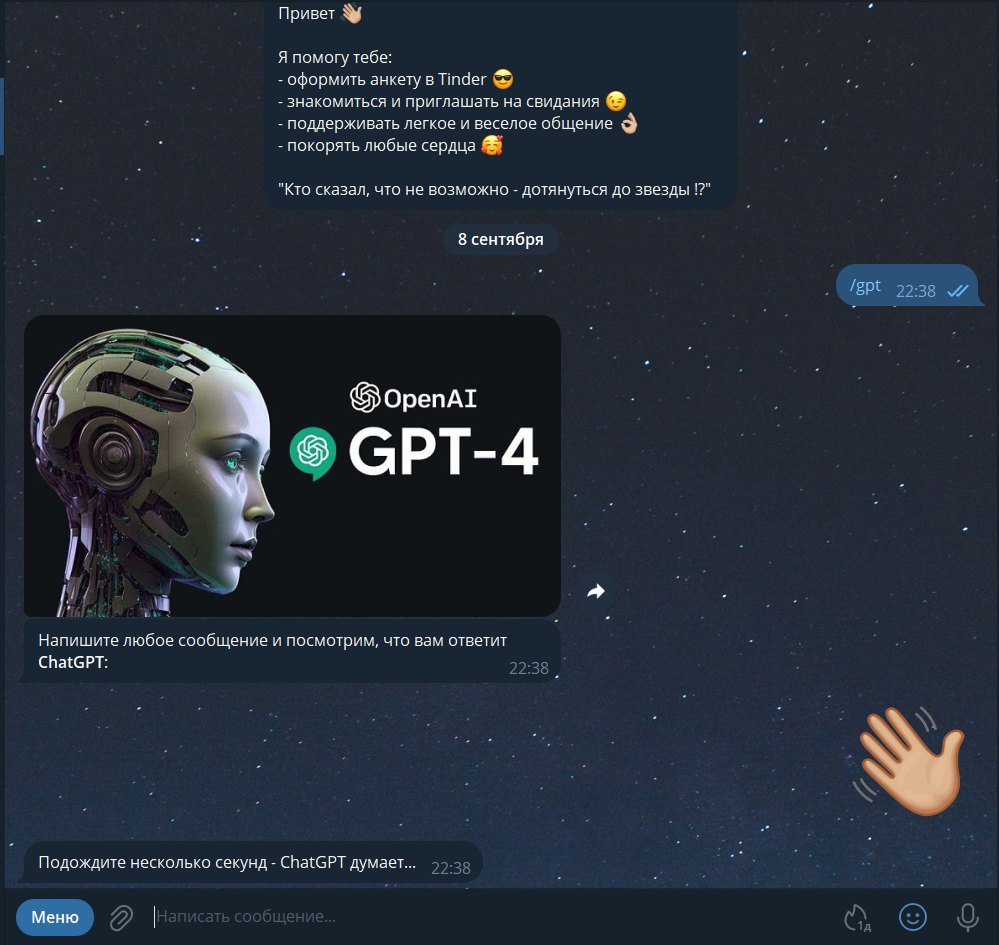 Привет 👋🏼
Я помогу тебе:
- оформить анкету в Tinder 😎
- знакомиться и приглашать на свидания 😉
- поддерживать легкое и веселое общение 👌🏼
- покорять любые сердца 🥰
"Кто сказал, что не возможно - дотянуться до звезды !?"
8 сентября
/gpt 22:38
OpenAI
GPT-4
Напишите любое сообщение и посмотрим, что вам ответит
ChatGPT:
22:38
Подождите несколько секунд - ChatGPT думает... 22:38
Меню
Написать сообщение...
1д